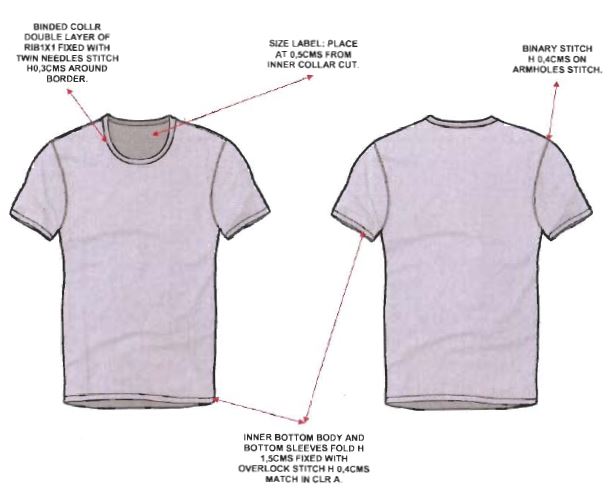 BINDED COLLR
DOUBLE LAYER OF
RIB1X1 FIXED WITH
TWIN NEEDLES STITCH
H0,3CMS AROUND
BORDER.
SIZE LABEL: PLACE
AT 0,5CMS FROM
INNER COLLAR CUT.
BINARY STITCH
H 0,4CMS ON
ARMHOLES STITCH.
INNER BOTTOM BODY AND
BOTTOM SLEEVES FOLD H
1,5CMS FIXED WITH
OVERLOCK STITCH H 0,4CMS
MATCH IN CLR A.